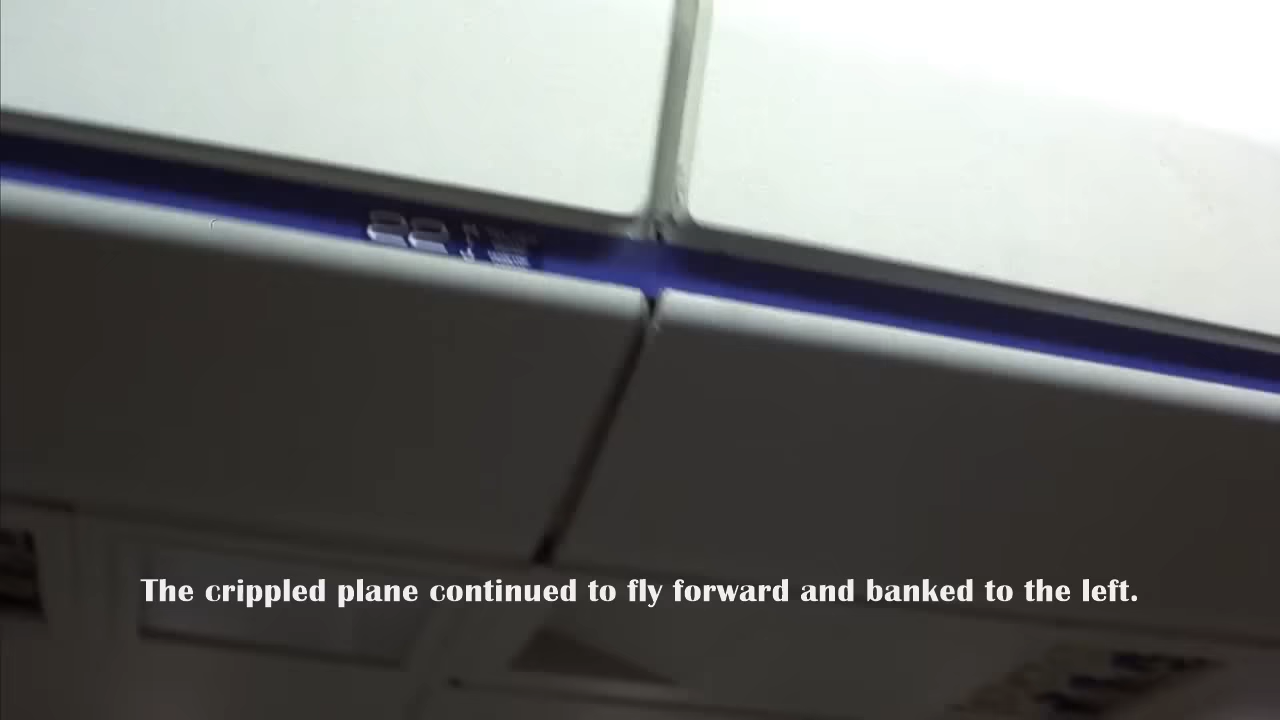 The crippled plane continued to fly forward and banked to the left.